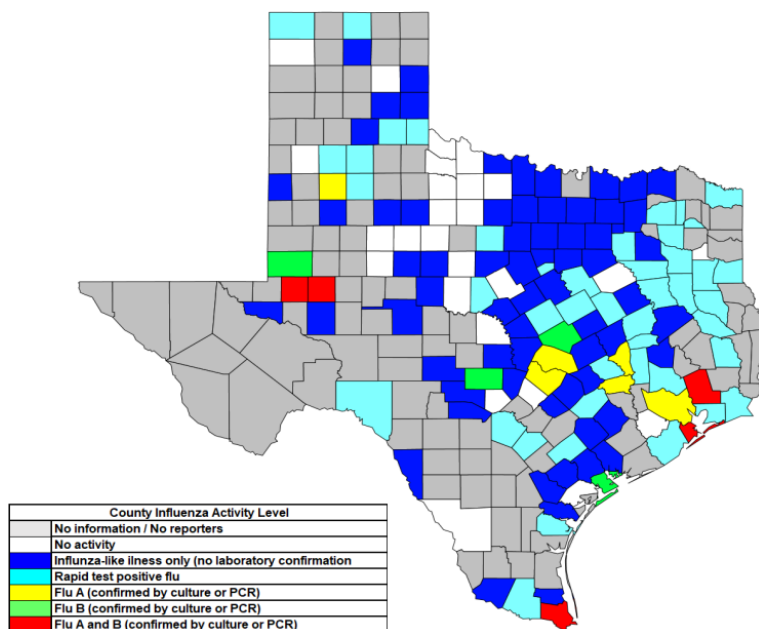 County Influenza Activity Level
No information / No reporters
No activity
Influnza-like ilness only (no laboratory confirmation
Rapid test positive flu
Flu A (confirmed by culture or PCR)
Flu B (confirmed by culture or PCR)
Flu A and B (confirmed by culture or PCR)